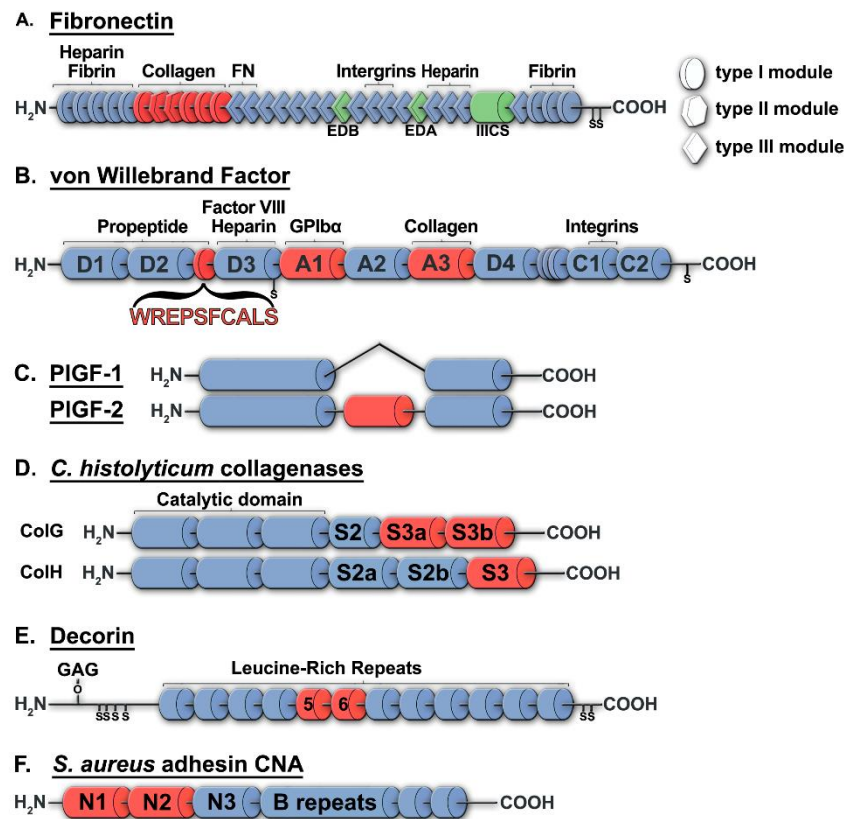 A. Fibronectin
Heparin
Fibrin Collagen FN Intergrins Heparin Fibrin
H2N COOH
EDB EDA IIICS SS
type I module
type II module
type III module
B. von Willebrand Factor
Propeptide Factor VIII
Heparin GPIbα Collagen Integrins
H2N D1 D2 D3 A1 A2 A3 D4 C1 C2 COOH
S S
WREPSFCALS
C. PIGF-1 H2N COOH
PIGF-2 H2N COOH
D. C. histolyticum collagenases
Catalytic domain
ColG H2N S2 S3a S3b COOH
ColH H2N S2a S2b S3 COOH
E. Decorin
GAG Leucine-Rich Repeats
O
H2N SSSS 5 6 SS COOH
F. S. aureus adhesin CNA
H2N N1 N2 N3 B repeats COOH